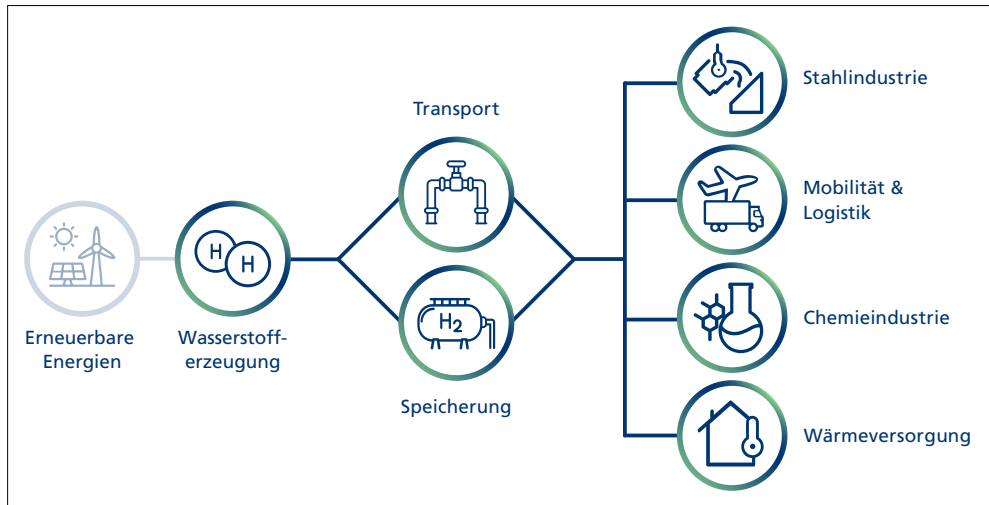 Erneuerbare
Energien
H
H
Wasserstoff-
erzeugung
Transport
H2
Speicherung
Stahlindustrie
Mobilität &
Logistik
Chemieindustrie
Wärmeversorgung